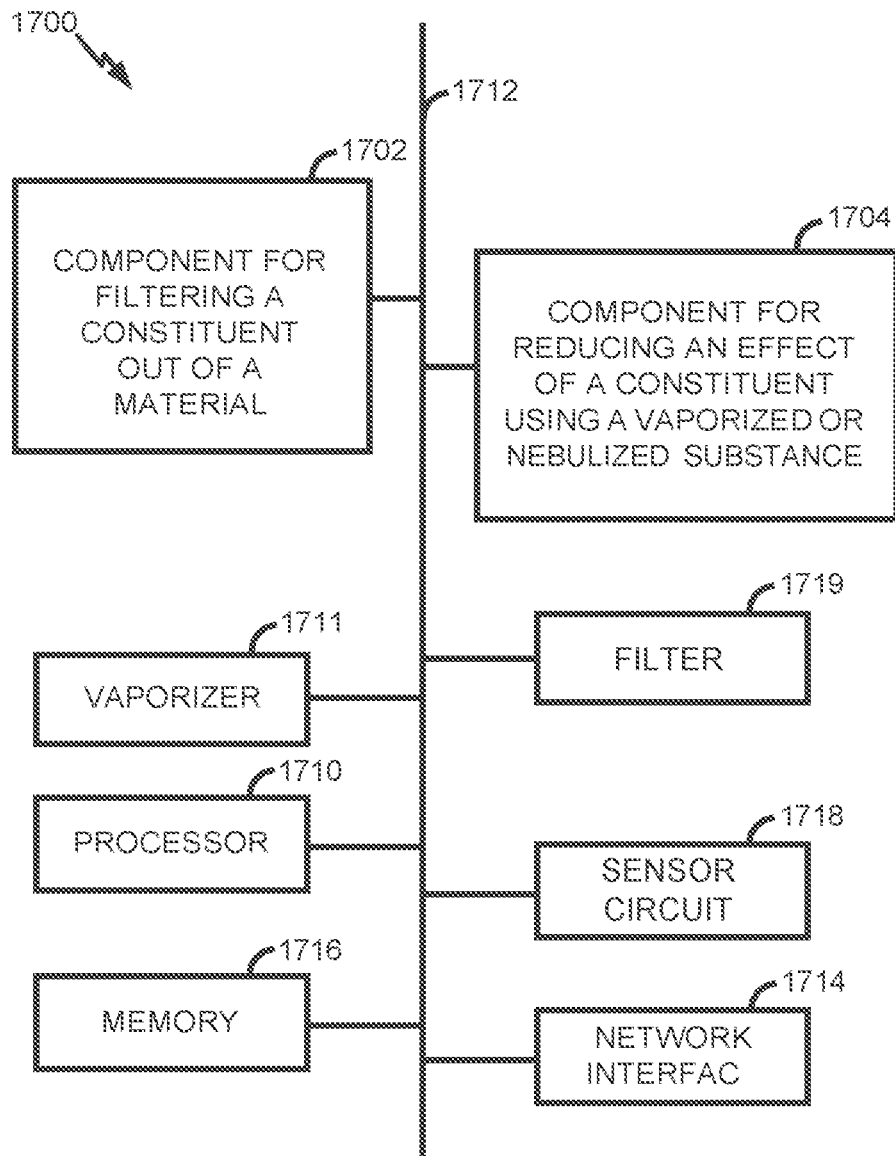 1700
1712
1702
COMPONENT FOR
FILTERING A
CONSTITUENT
OUT OF A
MATERIAL
1704
COMPONENT FOR
REDUCING AN EFFECT
OF A CONSTITUENT
USING A VAPORIZED OR
NEBULIZED SUBSTANCE
1719
FILTER
1711
VAPORIZER
1710
PROCESSOR
1718
SENSOR
CIRCUIT
1716
MEMORY
1714
NETWORK
INTERFAC